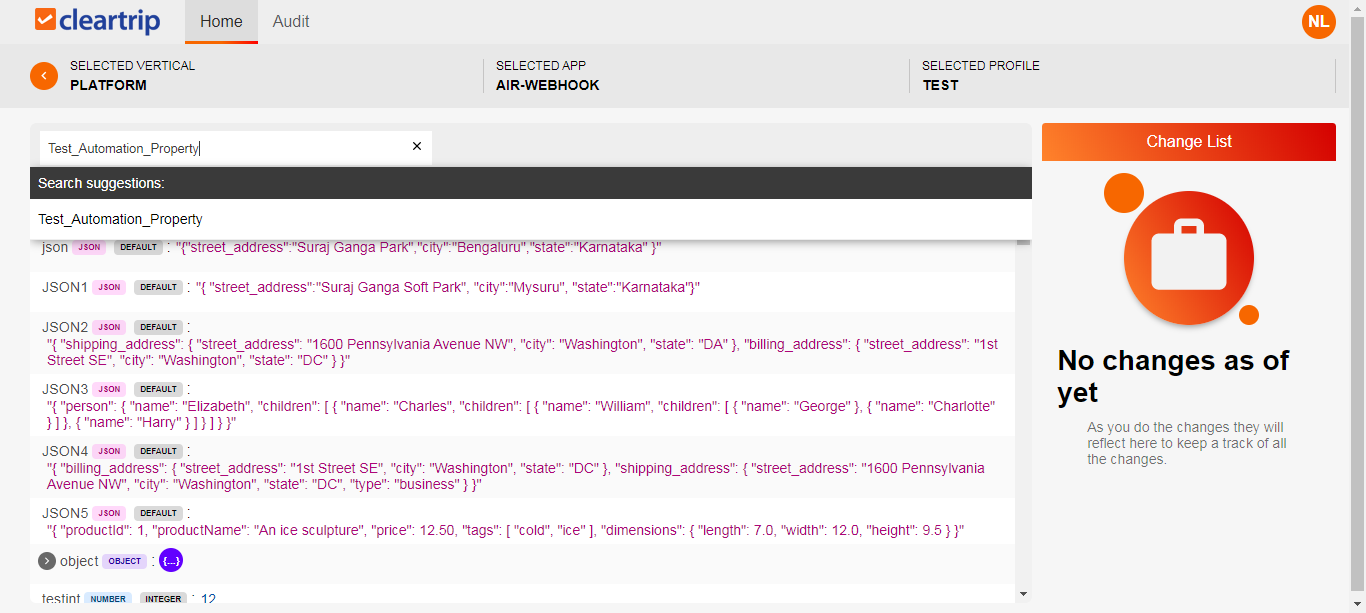 cleartrip
Home
Audit
NL
SELECTED VERTICAL
PLATFORM
SELECTED APP
AIR-WEBHOOK
SELECTED PROFILE
TEST
Test_Automation_Property
Search suggestions:
Test_Automation_Property
json JSON DEFAULT : "{"street_address":"Suraj Ganga Park","city":"Bengaluru","state":"Karnataka" }"
JSON1 JSON DEFAULT : "{ "street_address":"Suraj Ganga Soft Park", "city":"Mysuru", "state":"Karnataka"}"
JSON2 JSON DEFAULT :
"{ "shipping_address": { "street_address": "1600 Pennsylvania Avenue NW", "city": "Washington", "state": "DA" }, "billing_address": { "street_address": "1st
Street SE", "city": "Washington", "state": "DC" } }"
JSON3 JSON DEFAULT :
"{ "person": { "name": "Elizabeth", "children": [ { "name": "Charles", "children": [ { "name": "William", "children": [ { "name": "George" }, { "name": "Charlotte"
} ] }, { "name": "Harry" } ] } ] } }"
JSON4 JSON DEFAULT :
"{ "billing_address": { "street_address": "1st Street SE", "city": "Washington", "state": "DC" }, "shipping_address": { "street_address": "1600 Pennsylvania
Avenue NW", "city": "Washington", "state": "DC", "type": "business" } }"
JSON5 JSON DEFAULT :
"{ "productId": 1, "productName": "An ice sculpture", "price": 12.50, "tags": [ "cold", "ice" ], "dimensions": { "length": 7.0, "width": 12.0, "height": 9.5 } }"
object OBJECT : {...}
testint NUMBER INTEGER : 12
Change List
No changes as of
yet
As you do the changes they will
reflect here to keep a track of all
the changes.